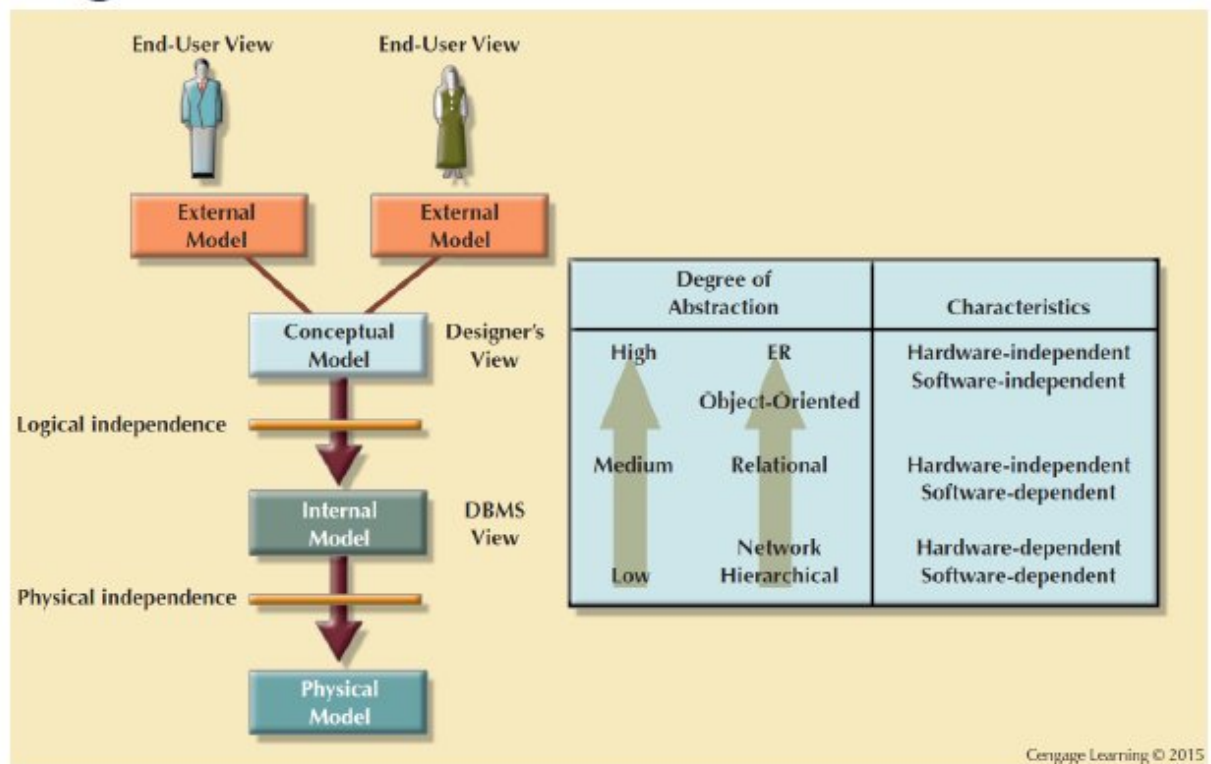 End-User View
End-User View
External
Model
External
Model
Conceptual
Model
Designer's
View
Logical independence
Internal
Model
DBMS
View
Physical independence
Physical
Model
Degree of
Abstraction
Characteristics
High
ER
Hardware-independent
Software-independent
Object-Oriented
Medium
Relational
Hardware-independent
Software-dependent
Low
Network
Hierarchical
Hardware-dependent
Software-dependent
Cengage Learning © 2015